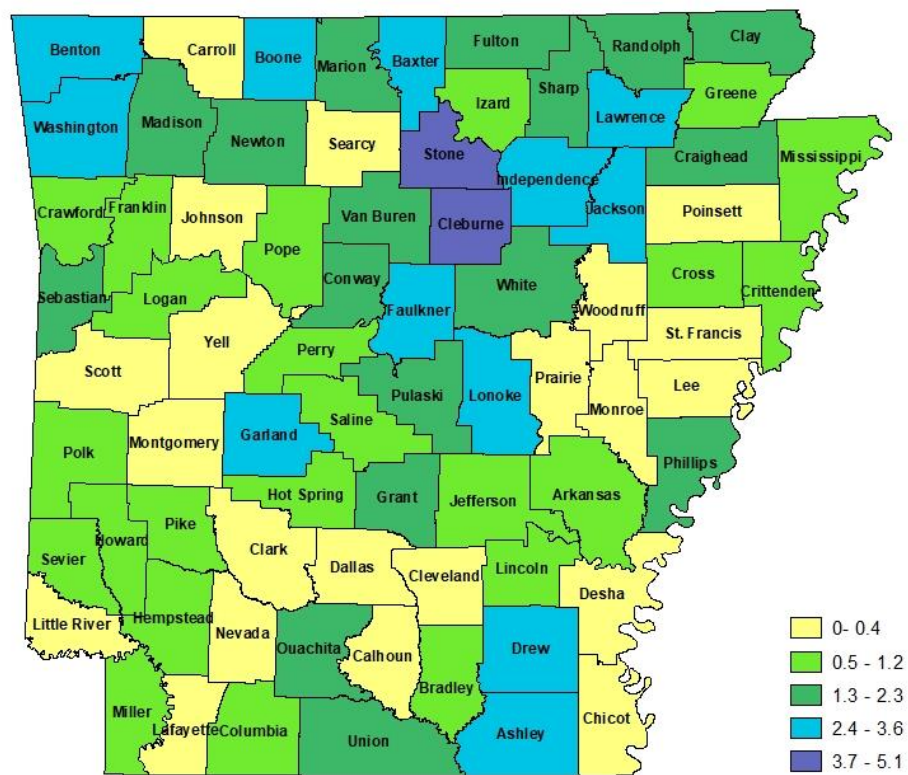 Benton
Carroll
Boone
Marion
Baxter
Fulton
Randolph
Clay
Izard
Sharp
Lawrence
Greene
Washington
Madison
Newton
Searcy
Stone
Independence
Craighead
Mississippi
Crawford
Franklin
Johnson
Pope
Van Buren
Cleburne
Jackson
Poinsett
Sebastian
Logan
Conway
Faulkner
White
Woodruff
Cross
Crittenden
Scott
Yell
Perry
Pulaski
Lonoke
Prairie
Monroe
St. Francis
Lee
Polk
Montgomery
Garland
Saline
Phillips
Hot Spring
Grant
Jefferson
Arkansas
Sevier
Howard
Pike
Clark
Dallas
Cleveland
Lincoln
Desha
Little River
Hempstead
Nevada
Ouachita
Calhoun
Bradley
Drew
Miller
Lafayette
Columbia
Union
Ashley
Chicot
0- 0.4
0.5 - 1.2
1.3 - 2.3
2.4 - 3.6
3.7 - 5.1